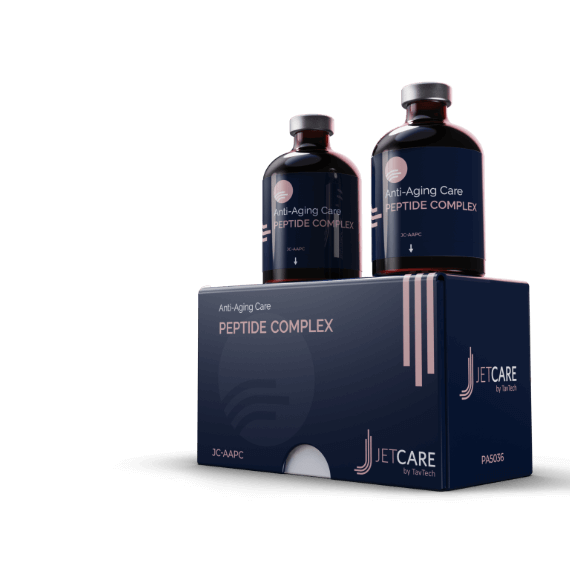 Anti-Aging Care
PEPTIDE COMPLEX
JC-AAPC
Anti-Aging Care
PEPTIDE COMPLEX
JC-AAPC
Anti-Aging Care
PEPTIDE COMPLEX
JC-AAPC
JETCARE
by TavTech
JETCARE
by TavTech
PA5036